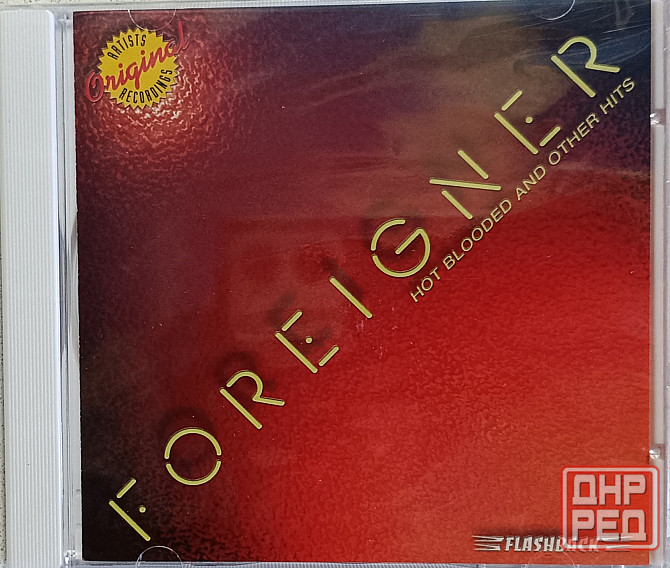 ARTISTS
Original
RECORDINGS
FOREIGNER
HOT BLOODED AND OTHER HITS
FLASHBACK
ДНР
РЕД